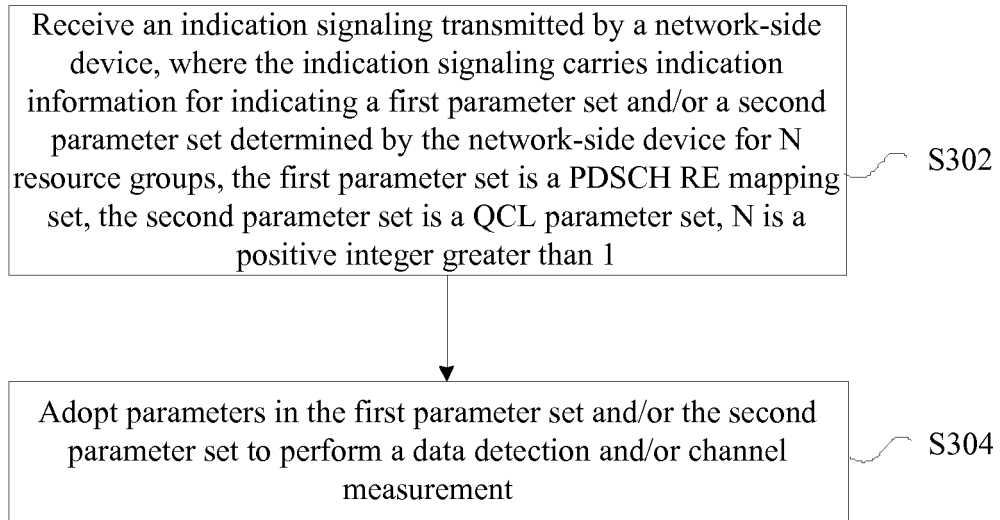 Receive an indication signaling transmitted by a network-side
device, where the indication signaling carries indication
information for indicating a first parameter set and/or a second
parameter set determined by the network-side device for N
resource groups, the first parameter set is a PDSCH RE mapping
set, the second parameter set is a QCL parameter set, N is a
positive integer greater than 1
S302
Adopt parameters in the first parameter set and/or the second
parameter set to perform a data detection and/or channel
measurement
S304